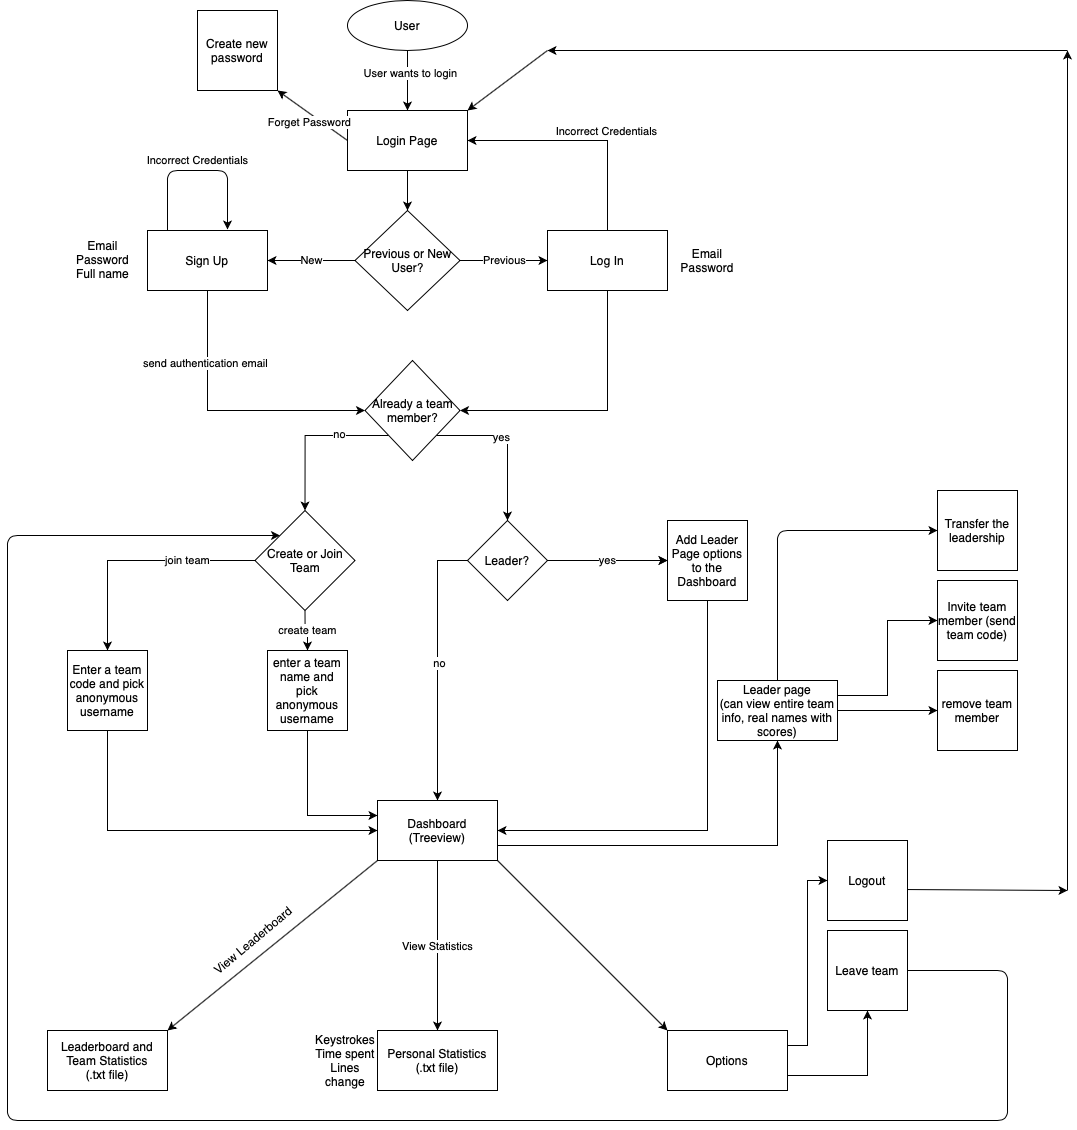 User
Create new
password
User wants to login
Forget Password
Login Page
Incorrect Credentials
Incorrect Credentials
Email
Password
Full name
Sign Up
New
Previous or New
User?
Previous
Log In
Email
Password
send authentication email
Already a team
member?
no
yes
Create or Join
Team
join team
create team
Leader?
yes
no
Add Leader
Page options
to the
Dashboard
Transfer the
leadership
Invite team
member (send
team code)
remove team
member
Leader page
(can view entire team
info, real names with
scores)
Enter a team
code and pick
anonymous
username
enter a team
name and
pick
anonymous
username
Dashboard
(Treeview)
Logout
View Leaderboard
View Statistics
Leave team
Leaderboard and
Team Statistics
(.txt file)
Keystrokes
Time spent
Lines
change
Personal Statistics
(.txt file)
Options